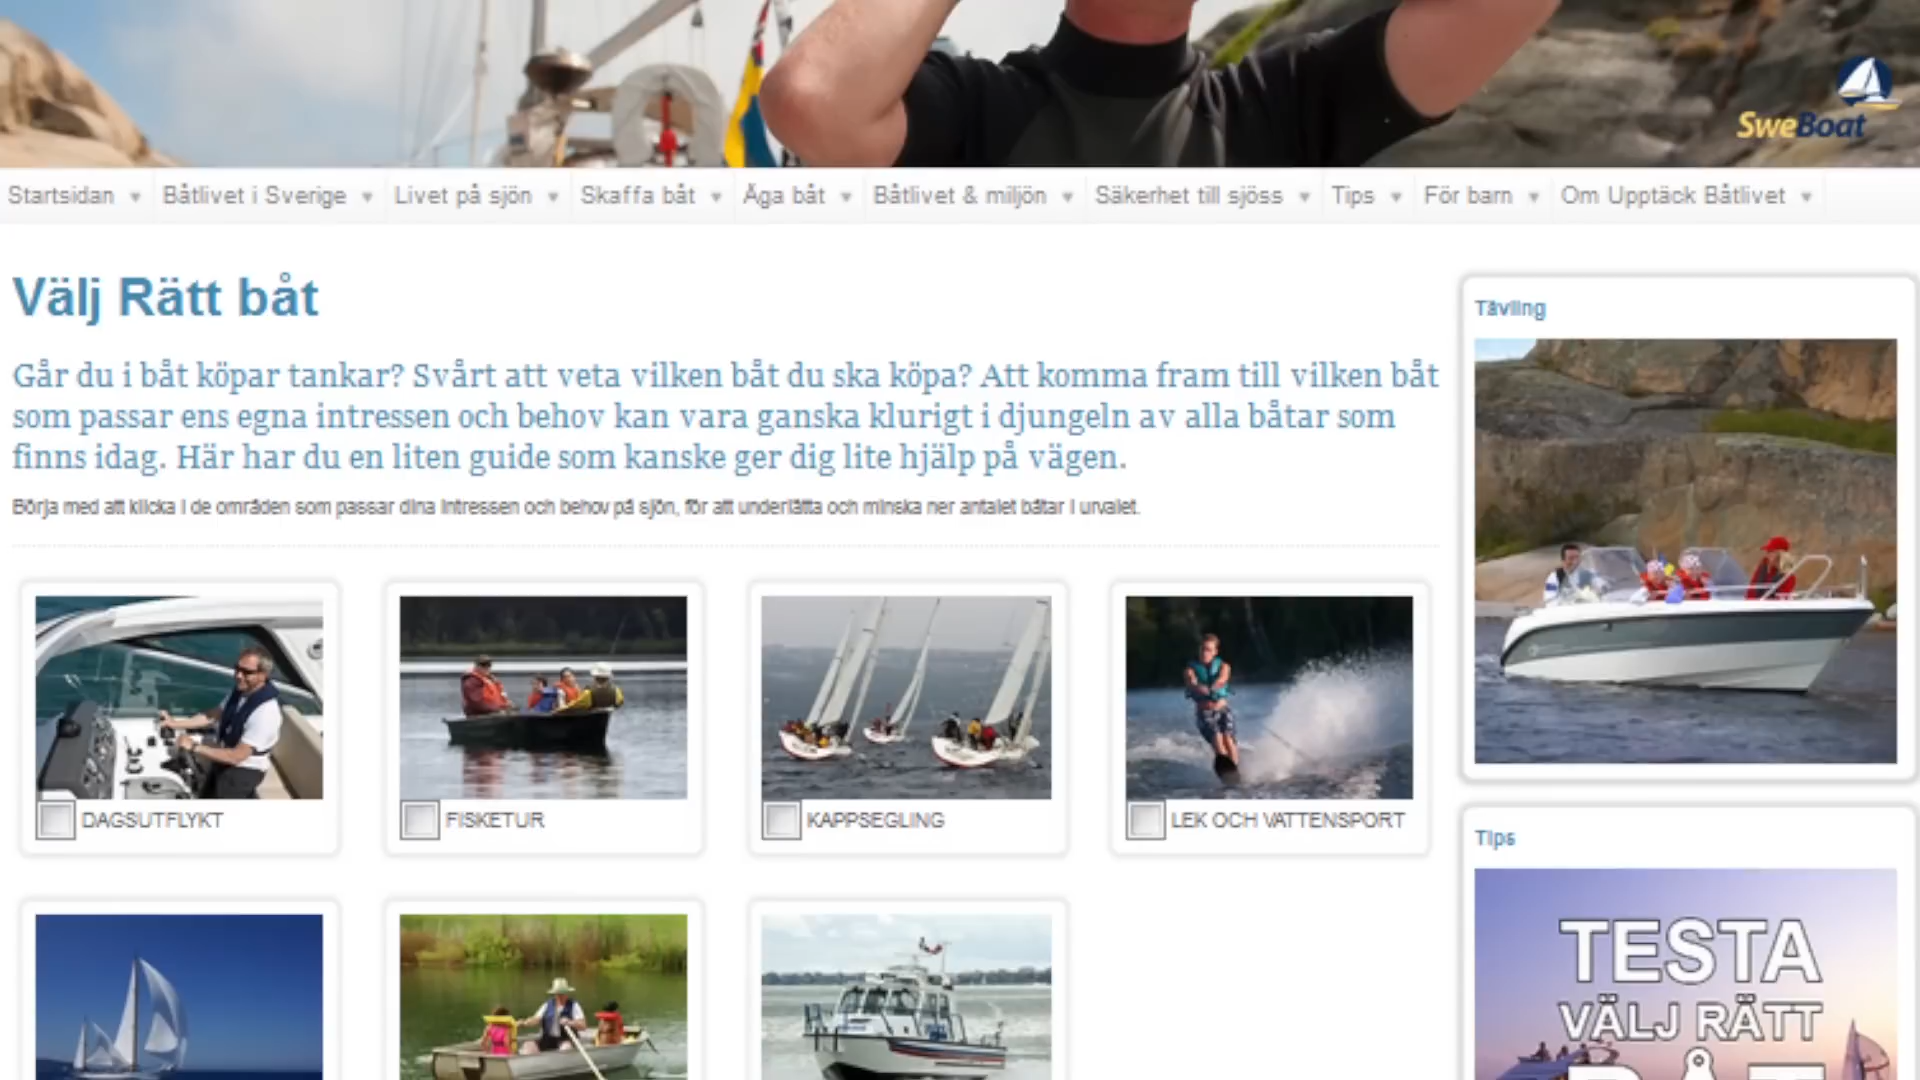 SweBoat
Startsidan Båtlivet i Sverige Livet på sjön Skaffa båt Äga båt Båtlivet & miljön Säkerhet till sjöss Tips För barn Om Upptäck Båtlivet
Välj Rätt båt
Går du i båt köpar tankar? Svårt att veta vilken båt du ska köpa? Att komma fram till vilken båt
som passar ens egna intressen och behov kan vara ganska klurigt i djungeln av alla båtar som
finns idag. Här har du en liten guide som kanske ger dig lite hjälp på vägen.
Börja med att klicka i de områden som passar dina intressen och behov på sjön, för att underlätta och minska ner antalet båtar i urvalet.
DAGSUTFLYKT
FISKETUR
KAPPSEGLING
LEK OCH VATTENSPORT
Tävling
Tips
TESTA
VÄLJ RÄTT
BÅT